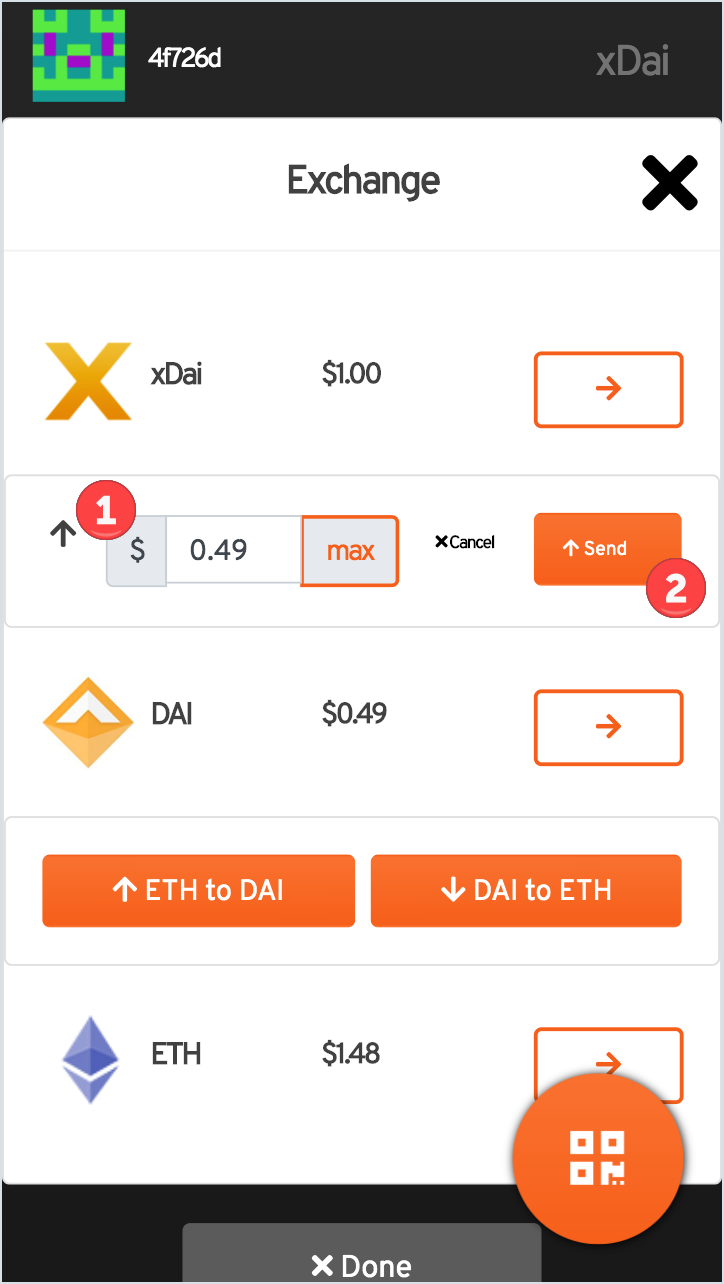 4f726d
xDai
Exchange
xDai $1.00
1
$ 0.49 max Cancel Send
2
DAI $0.49
ETH to DAI DAI to ETH
ETH $1.48
Done